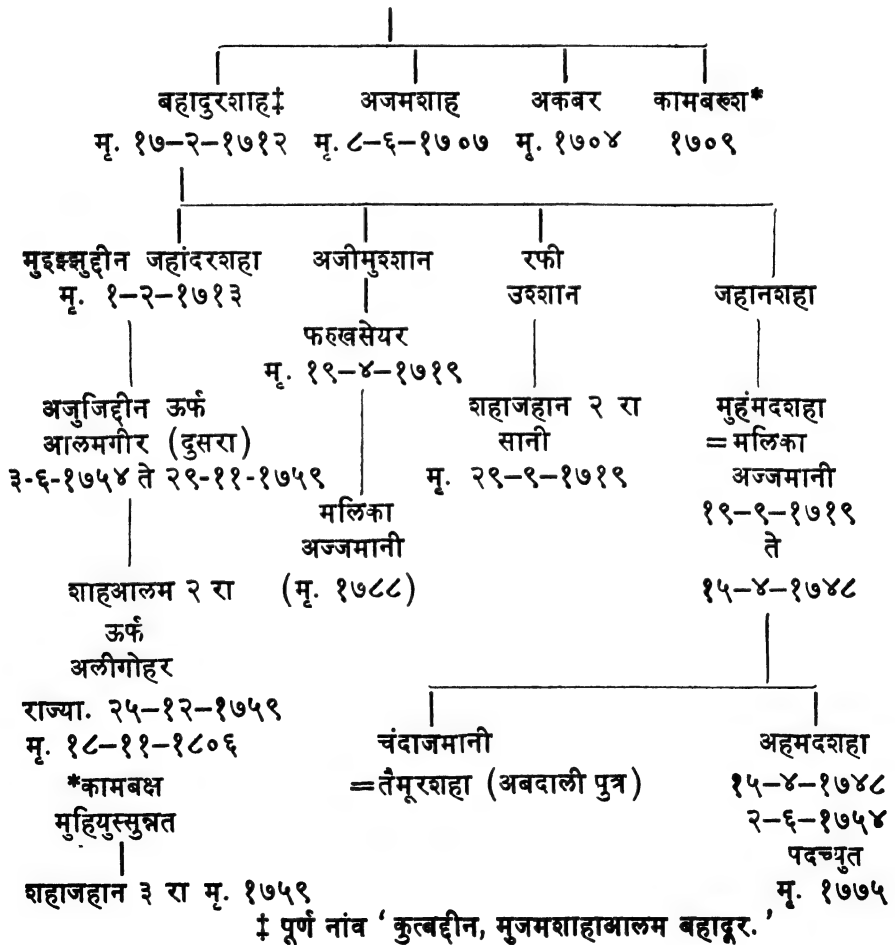 बहादुरशाह‡ अजमशाह अकबर कामबख्श*
मृ. १७-२-१७१२ मृ. ८-६-१७०७ मृ. १७०४ १७०९
मुइझ्झुद्दीन जहांदरशहा अजीमुश्शान रफी
मृ. १-२-१७१३ उश्शान जहानशहा
फरुखसेयर
मृ. १९-४-१७१९
अजुजिद्दीन ऊर्फ शहाजहान २ रा मुहंमदशहा
आलमगीर (दुसरा) सानी =मलिका
३-६-१७५४ ते २९-११-१७५९ मृ. २९-९-१७१९ अज्जमानी
मलिका १९-९-१७१९
अज्जमानी ते
शाहआलम २ रा (मृ. १७८८) १५-४-१७४८
ऊर्फ
अलीगोहर
राज्या. २५-१२-१७५९
मृ. १८-११-१८०६ चंदाजमानी अहमदशहा
*कामबक्ष =तैमूरशहा (अबदाली पुत्र) १५-४-१७४८
मुहियुस्सुन्नत २-६-१७५४
पदच्युत
शहाजहान ३ रा मृ. १७५९ मृ. १७७५
‡ पूर्ण नांव ' कुत्बद्दीन, मुजमशाहाआलम बहादूर. '